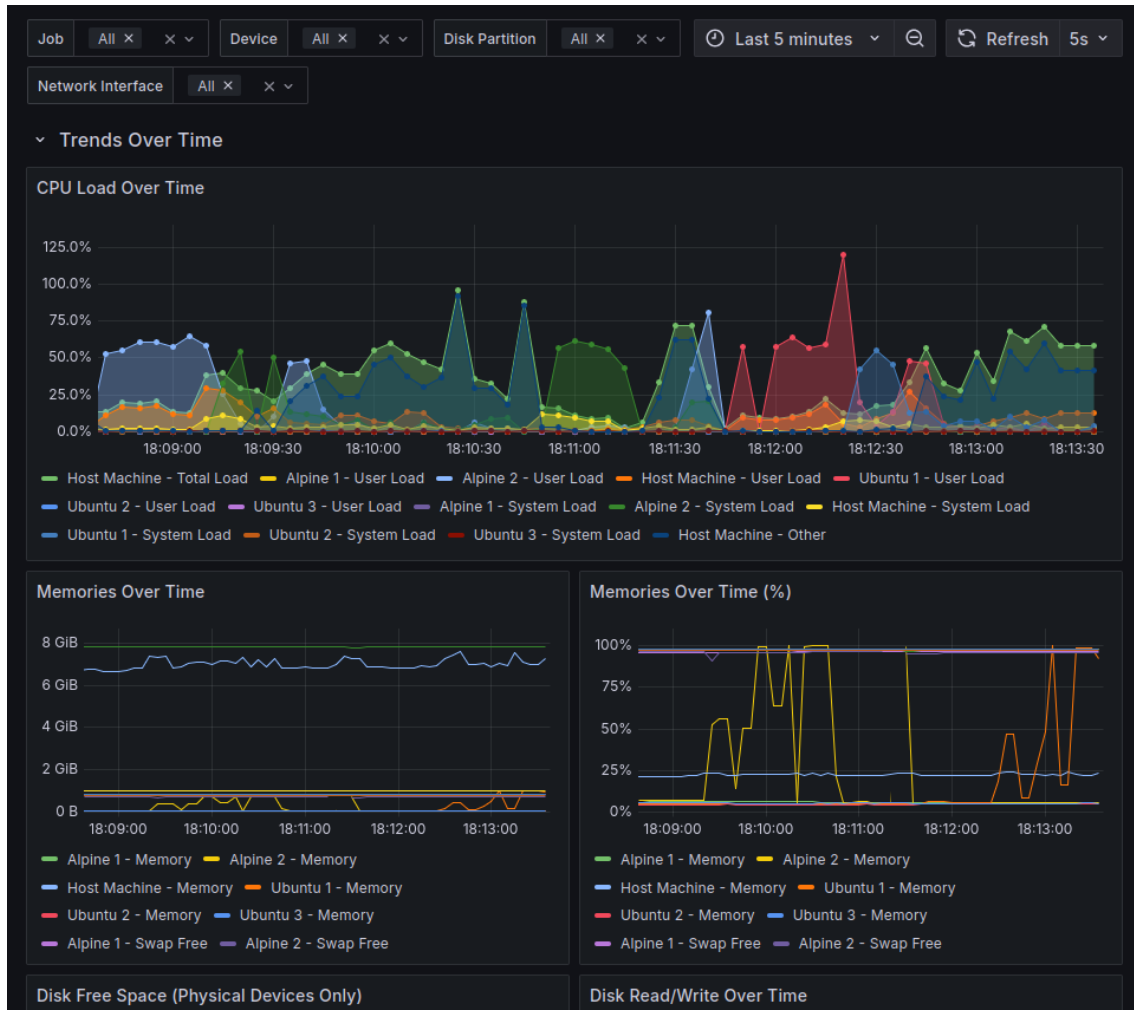 Job All × × Device All × × Disk Partition All × × Last 5 minutes Refresh 5s
Network Interface All × ×
Trends Over Time
CPU Load Over Time
125.0%
100.0%
75.0%
50.0%
25.0%
0.0%
18:09:00 18:09:30 18:10:00 18:10:30 18:11:00 18:11:30 18:12:00 18:12:30 18:13:00 18:13:30
Host Machine - Total Load Alpine 1 - User Load Alpine 2 - User Load Host Machine - User Load Ubuntu 1 - User Load
Ubuntu 2 - User Load Ubuntu 3 - User Load Alpine 1 - System Load Alpine 2 - System Load Host Machine - System Load
Ubuntu 1 - System Load Ubuntu 2 - System Load Ubuntu 3 - System Load Host Machine - Other
Memories Over Time
8 GiB
6 GiB
4 GiB
2 GiB
0 B
18:09:00 18:10:00 18:11:00 18:12:00 18:13:00
Alpine 1 - Memory Alpine 2 - Memory
Host Machine - Memory Ubuntu 1 - Memory
Ubuntu 2 - Memory Ubuntu 3 - Memory
Alpine 1 - Swap Free Alpine 2 - Swap Free
Memories Over Time (%)
100%
75%
50%
25%
0%
18:09:00 18:10:00 18:11:00 18:12:00 18:13:00
Alpine 1 - Memory Alpine 2 - Memory
Host Machine - Memory Ubuntu 1 - Memory
Ubuntu 2 - Memory Ubuntu 3 - Memory
Alpine 1 - Swap Free Alpine 2 - Swap Free
Disk Free Space (Physical Devices Only)
Disk Read/Write Over Time